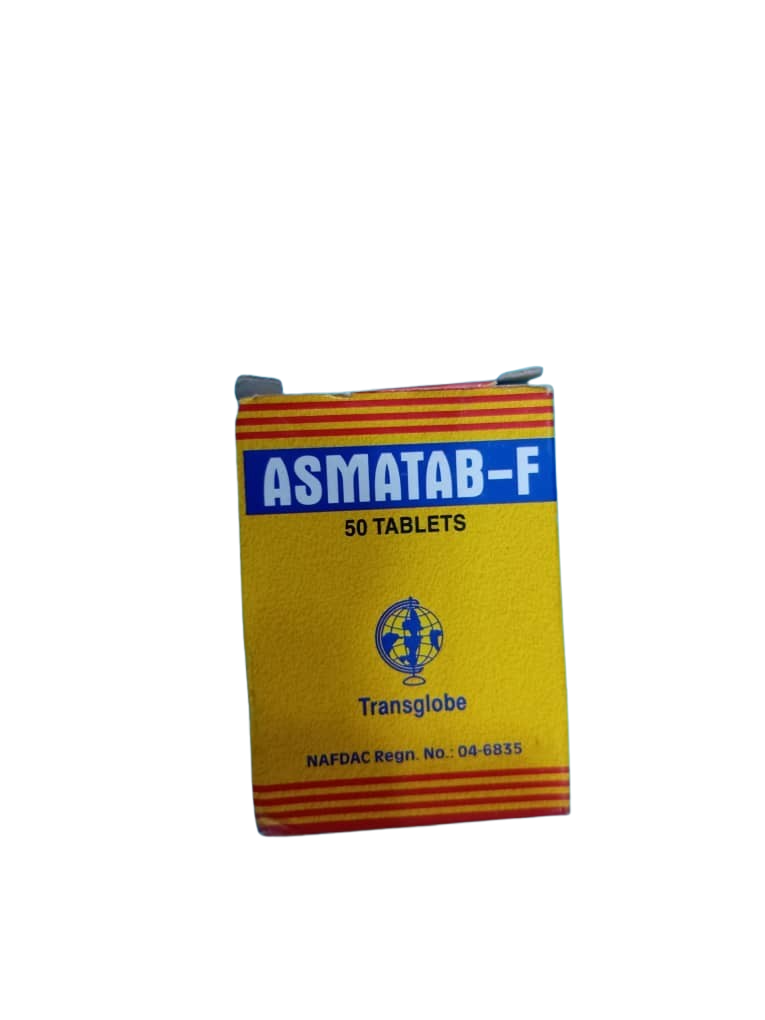 ASMATAB-F
50 TABLETS
Transglobe
NAFDAC Regn. No.: 04-6835